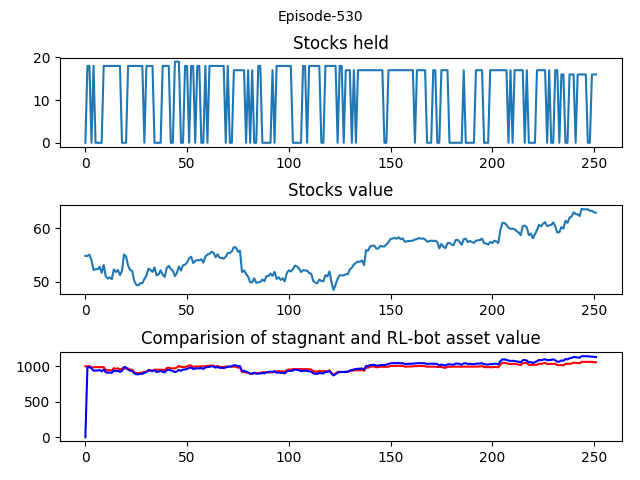 Episode-530
Stocks held
20
10
0
0 50 100 150 200 250
Stocks value
60
50
0 50 100 150 200 250
Comparision of stagnant and RL-bot asset value
1000
500
0
0 50 100 150 200 250